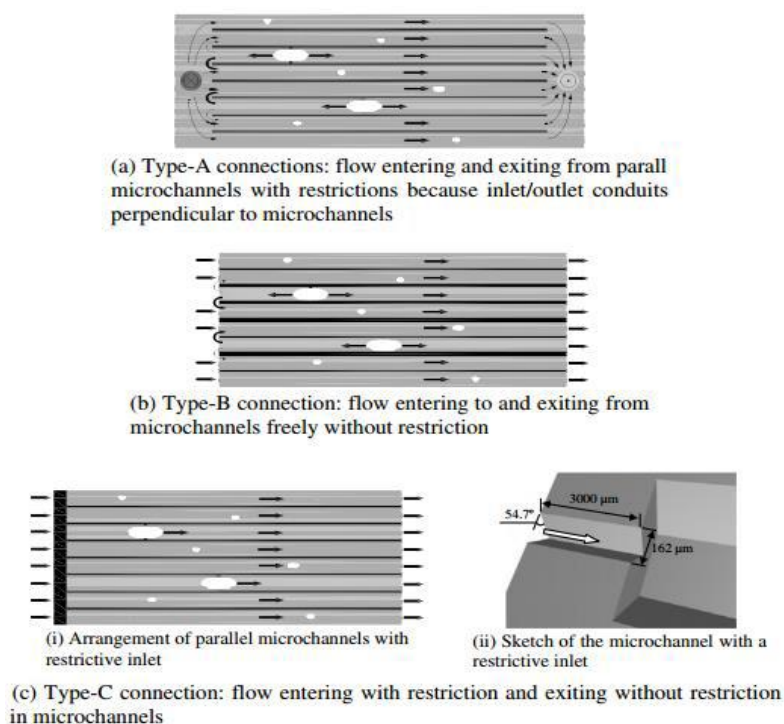 (a) Type-A connections: flow entering and exiting from parall
microchannels with restrictions because inlet/outlet conduits
perpendicular to microchannels
(b) Type-B connection: flow entering to and exiting from
microchannels freely without restriction
3000 μm
54.7°
162 μm
(i) Arrangement of parallel microchannels with
restrictive inlet
(ii) Sketch of the microchannel with a
restrictive inlet
(c) Type-C connection: flow entering with restriction and exiting without restriction
in microchannels